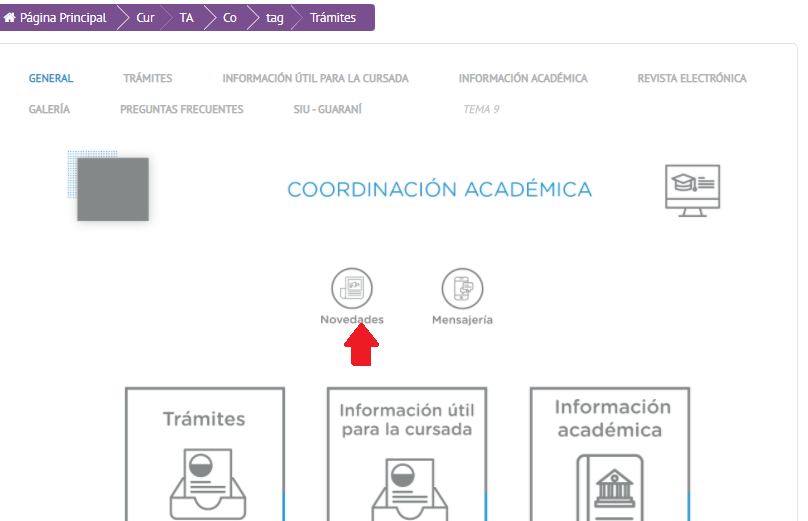 Página Principal Cur TA Co tag Trámites
GENERAL TRÁMITES INFORMACIÓN ÚTIL PARA LA CURSADA INFORMACIÓN ACADÉMICA REVISTA ELECTRÓNICA
GALERÍA PREGUNTAS FRECUENTES SIU - GUARANÍ TEMA 9
COORDINACIÓN ACADÉMICA
Novedades Mensajería
Trámites
Información útil
para la cursada
Información
académica